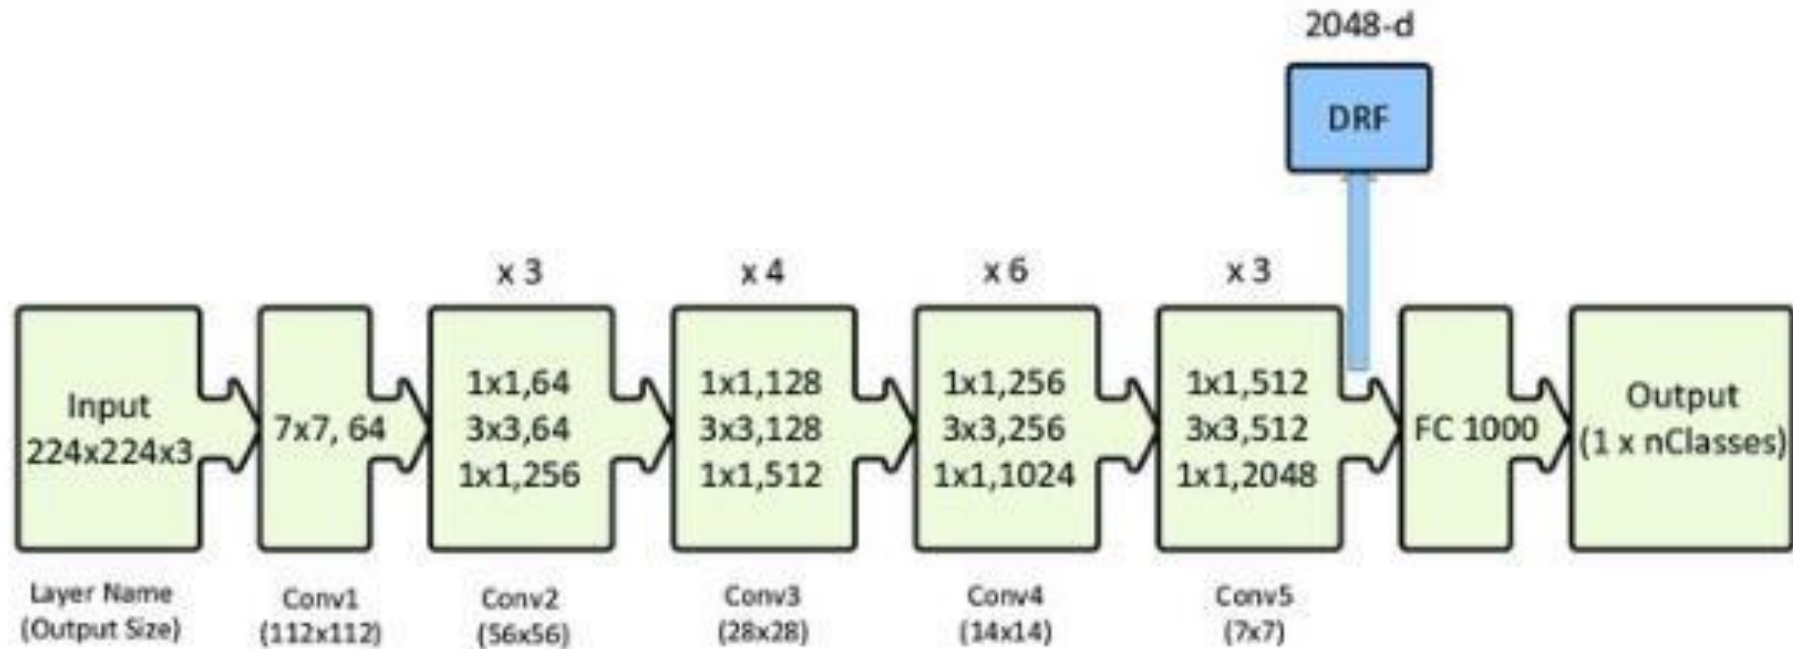 2048-d
DRF
x 3
x 4
x 6
x 3
Input
224x224x3
7x7, 64
1x1,64
3x3,64
1x1,256
1x1,128
3x3,128
1x1,512
1x1,256
3x3,256
1x1,1024
1x1,512
3x3,512
1x1,2048
FC 1000
Output
(1 x nClasses)
Layer Name
(Output Size)
Conv1
(112x112)
Conv2
(56x56)
Conv3
(28x28)
Conv4
(14x14)
Conv5
(7x7)